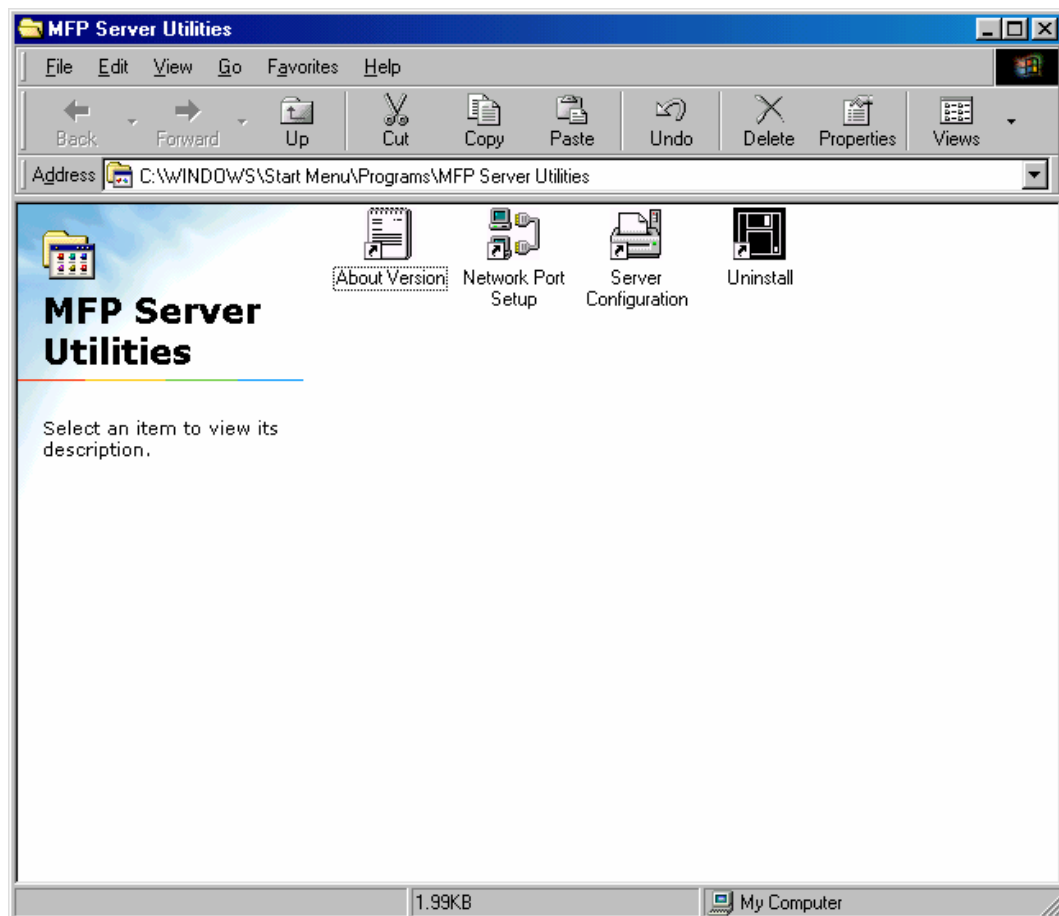 MFP Server Utilities
File Edit View Go Favorites Help
Back Forward Up Cut Copy Paste Undo Delete Properties Views
Address C:\WINDOWS\Start Menu\Programs\MFP Server Utilities
About Version
Network Port
Setup
Server
Configuration
Uninstall
MFP Server
Utilities
Select an item to view its
description.
1.99KB My Computer